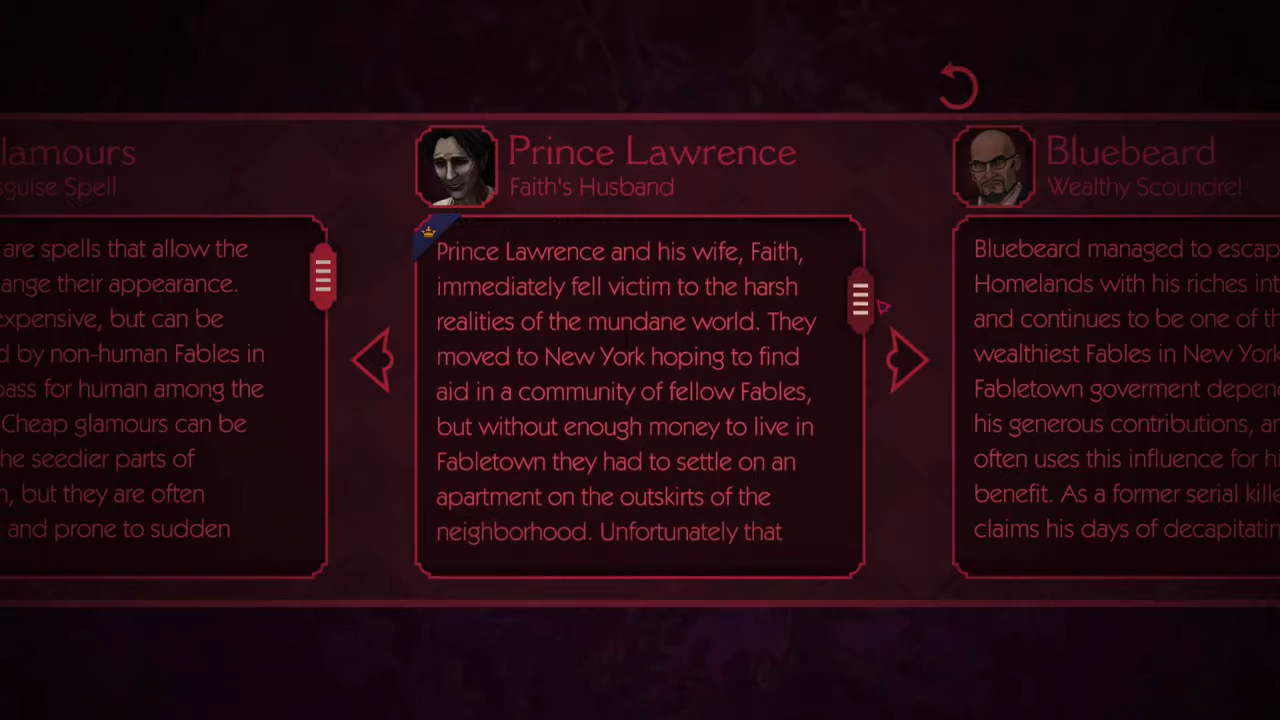 lamours
sguise Spell
are spells that allow the
ange their appearance.
expensive, but can be
d by non-human Fables in
pass for human among the
Cheap glamours can be
he seedier parts of
n, but they are often
and prone to sudden
Prince Lawrence
Faith's Husband
Prince Lawrence and his wife, Faith,
immediately fell victim to the harsh
realities of the mundane world. They
moved to New York hoping to find
aid in a community of fellow Fables,
but without enough money to live in
Fabletown they had to settle on an
apartment on the outskirts of the
neighborhood. Unfortunately that
Bluebeard
Wealthy Scoundrel
Bluebeard managed to escap
Homelands with his riches int
and continues to be one of th
wealthiest Fables in New York
Fabletown goverment depen
his generous contributions, an
often uses this influence for hi
benefit. As a former serial kille
claims his days of decapitatin